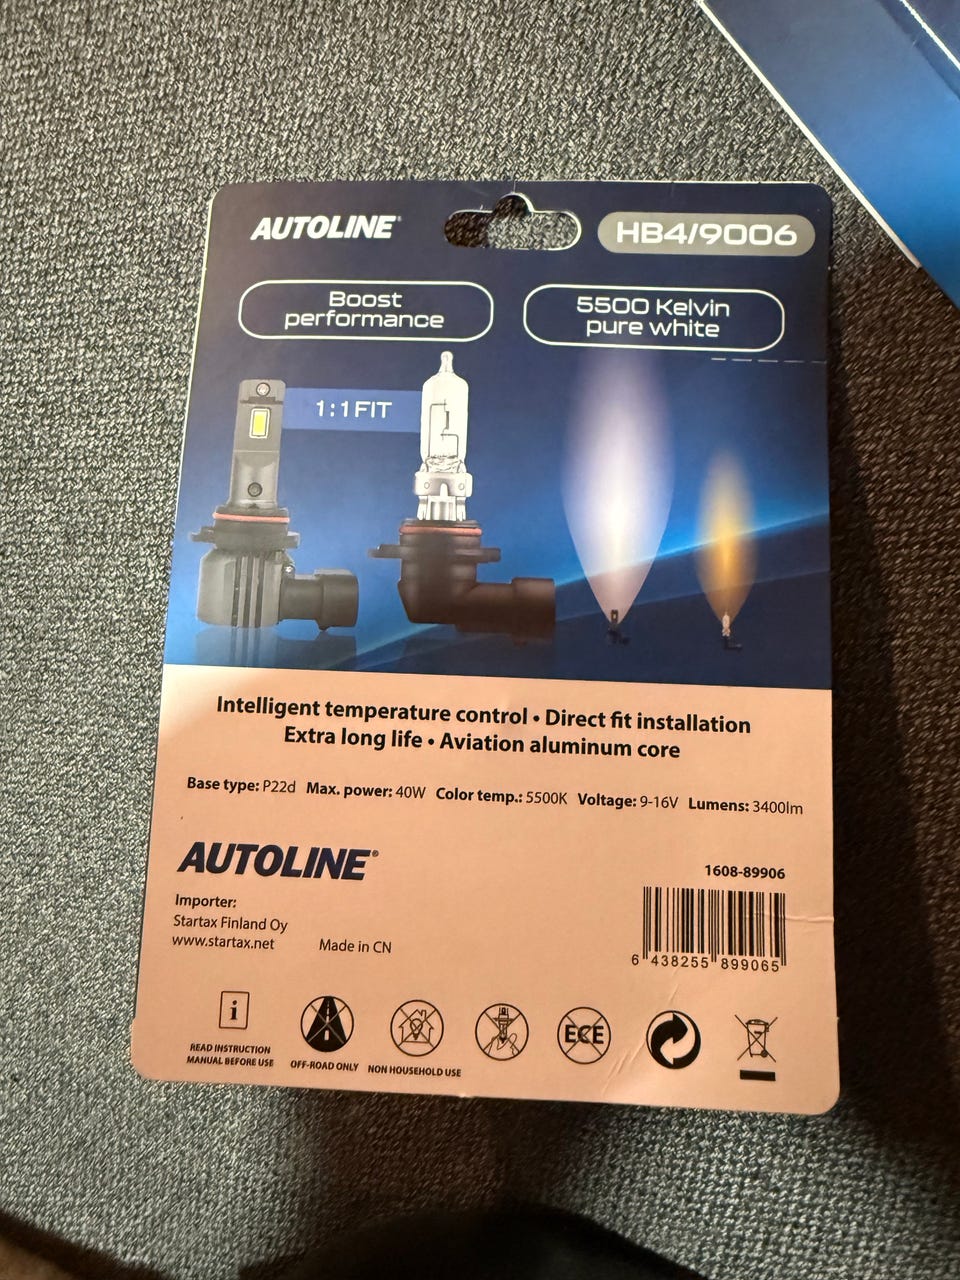 AUTOLINE®
HB4/9006
Boost
performance
5500 Kelvin
pure white
1:1 FIT
Intelligent temperature control • Direct fit installation
Extra long life • Aviation aluminum core
Base type: P22d Max. power: 40W Color temp.: 5500K Voltage: 9-16V Lumens: 3400lm
AUTOLINE®
1608-89906
Importer:
Startax Finland Oy
www.startax.net Made in CN
6 438255 899065
i
ECE
READ INSTRUCTION
MANUAL BEFORE USE
OFF-ROAD ONLY
NON HOUSEHOLD USE